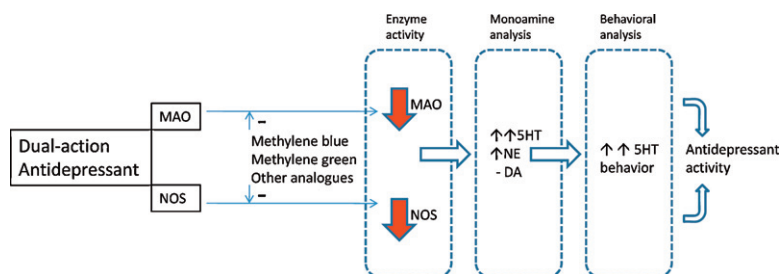 Enzyme
activity
Monoamine
analysis
Behavioral
analysis
MAO
–
MAO
Dual-action
Antidepressant
Methylene blue
Methylene green
Other analogues
–
NOS
NOS
↑↑5HT
↑NE
- DA
↑ ↑ 5HT
behavior
Antidepressant
activity